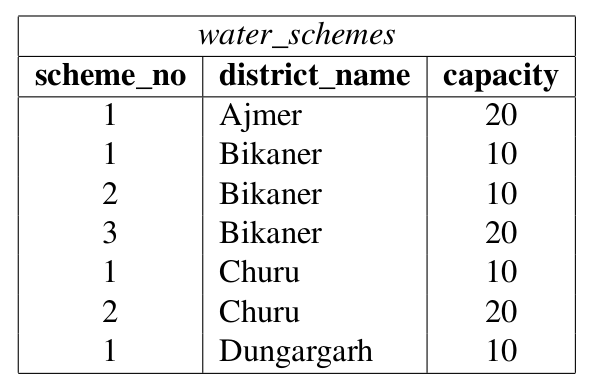 water_schemes
scheme_no district_name capacity
1 Ajmer 20
1 Bikaner 10
2 Bikaner 10
3 Bikaner 20
1 Churu 10
2 Churu 20
1 Dungargarh 10